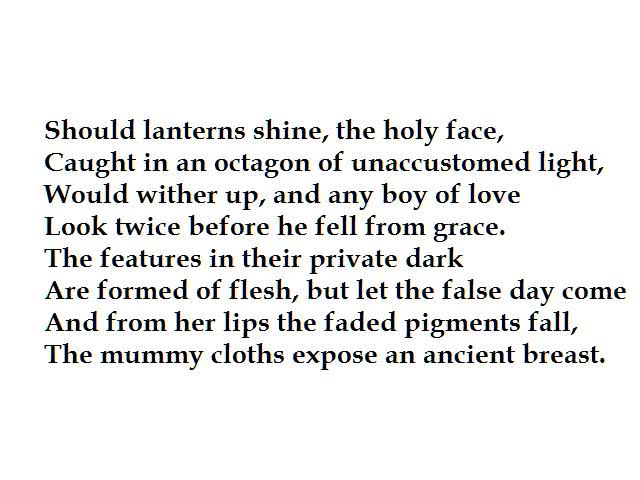 Should lanterns shine, the holy face,
Caught in an octagon of unaccustomed light,
Would wither up, and any boy of love
Look twice before he fell from grace.
The features in their private dark
Are formed of flesh, but let the false day come
And from her lips the faded pigments fall,
The mummy cloths expose an ancient breast.